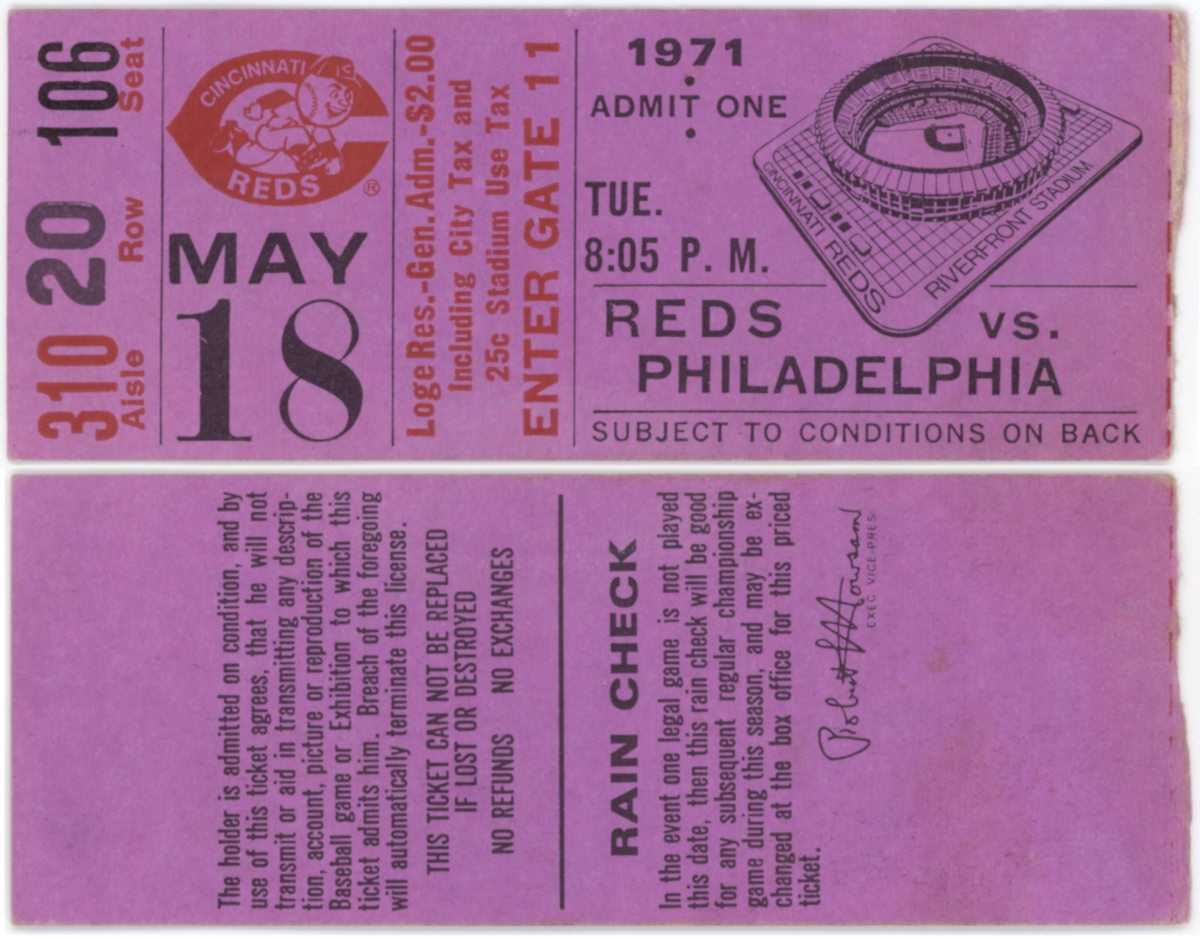 310 20 106
Aisle Row Seat
CINCINNATI
REDS
®
MAY
18
Loge Res.-Gen. Adm.-$2.00
Including City Tax and
25c Stadium Use Tax
ENTER GATE 11
1971
•
ADMIT ONE
•
TUE.
8:05 P. M.
CINCINNATI REDS
RIVERFRONT STADIUM
REDS VS.
PHILADELPHIA
SUBJECT TO CONDITIONS ON BACK
The holder is admitted on condition, and by
use of this ticket agrees, that he will not
transmit or aid in transmitting any descrip-
tion, account, picture or reproduction of the
Baseball game or Exhibition to which this
ticket admits him. Breach of the foregoing
will automatically terminate this license.
THIS TICKET CAN NOT BE REPLACED
IF LOST OR DESTROYED
NO REFUNDS NO EXCHANGES
RAIN CHECK
In the event one legal game is not played
this date, then this rain check will be good
for any subsequent regular championship
game during this season, and may be ex-
changed at the box office for this priced
ticket.
Robert L Howsam
EXEC. VICE-PRES.